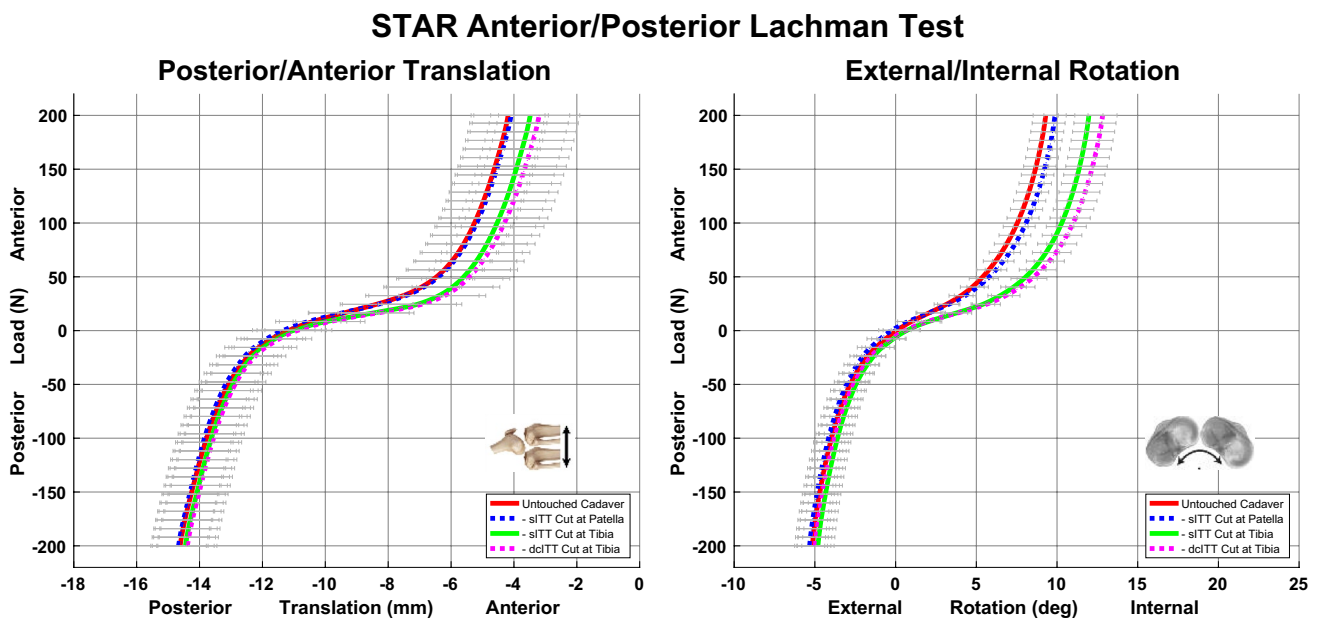 STAR Anterior/Posterior Lachman Test
Posterior/Anterior Translation
200
150
100
50
0
-50
-100
-150
-200
Posterior Load (N) Anterior
-18 -16 -14 -12 -10 -8 -6 -4 -2 0
Posterior Translation (mm) Anterior
Untouched Cadaver
- sITT Cut at Patella
- sITT Cut at Tibia
- dcITT Cut at Tibia
External/Internal Rotation
200
150
100
50
0
-50
-100
-150
-200
Posterior Load (N) Anterior
-10 -5 0 5 10 15 20 25
External Rotation (deg) Internal
Untouched Cadaver
- sITT Cut at Patella
- sITT Cut at Tibia
- dcITT Cut at Tibia